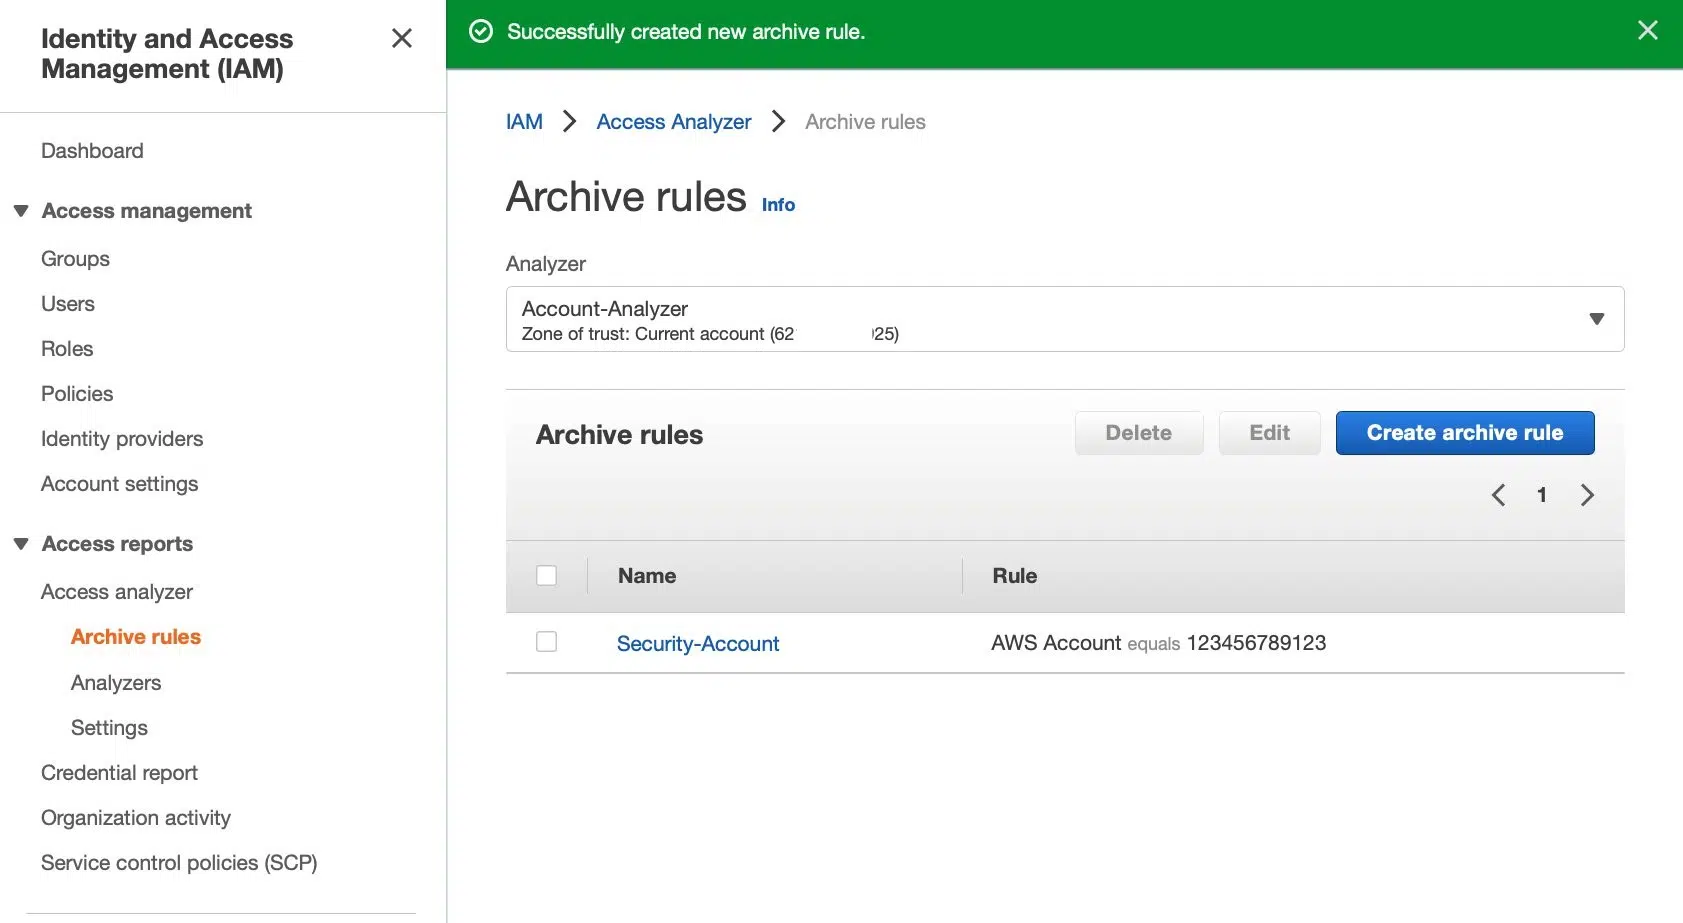 Identity and Access
Management (IAM)
Dashboard
Access management
Groups
Users
Roles
Policies
Identity providers
Account settings
Access reports
Access analyzer
Archive rules
Analyzers
Settings
Credential report
Organization activity
Service control policies (SCP)
Successfully created new archive rule.
IAM > Access Analyzer > Archive rules
Archive rules Info
Analyzer
Account-Analyzer
Zone of trust: Current account (62 25)
Archive rules Delete Edit Create archive rule
< 1 >
Name Rule
Security-Account AWS Account equals 123456789123